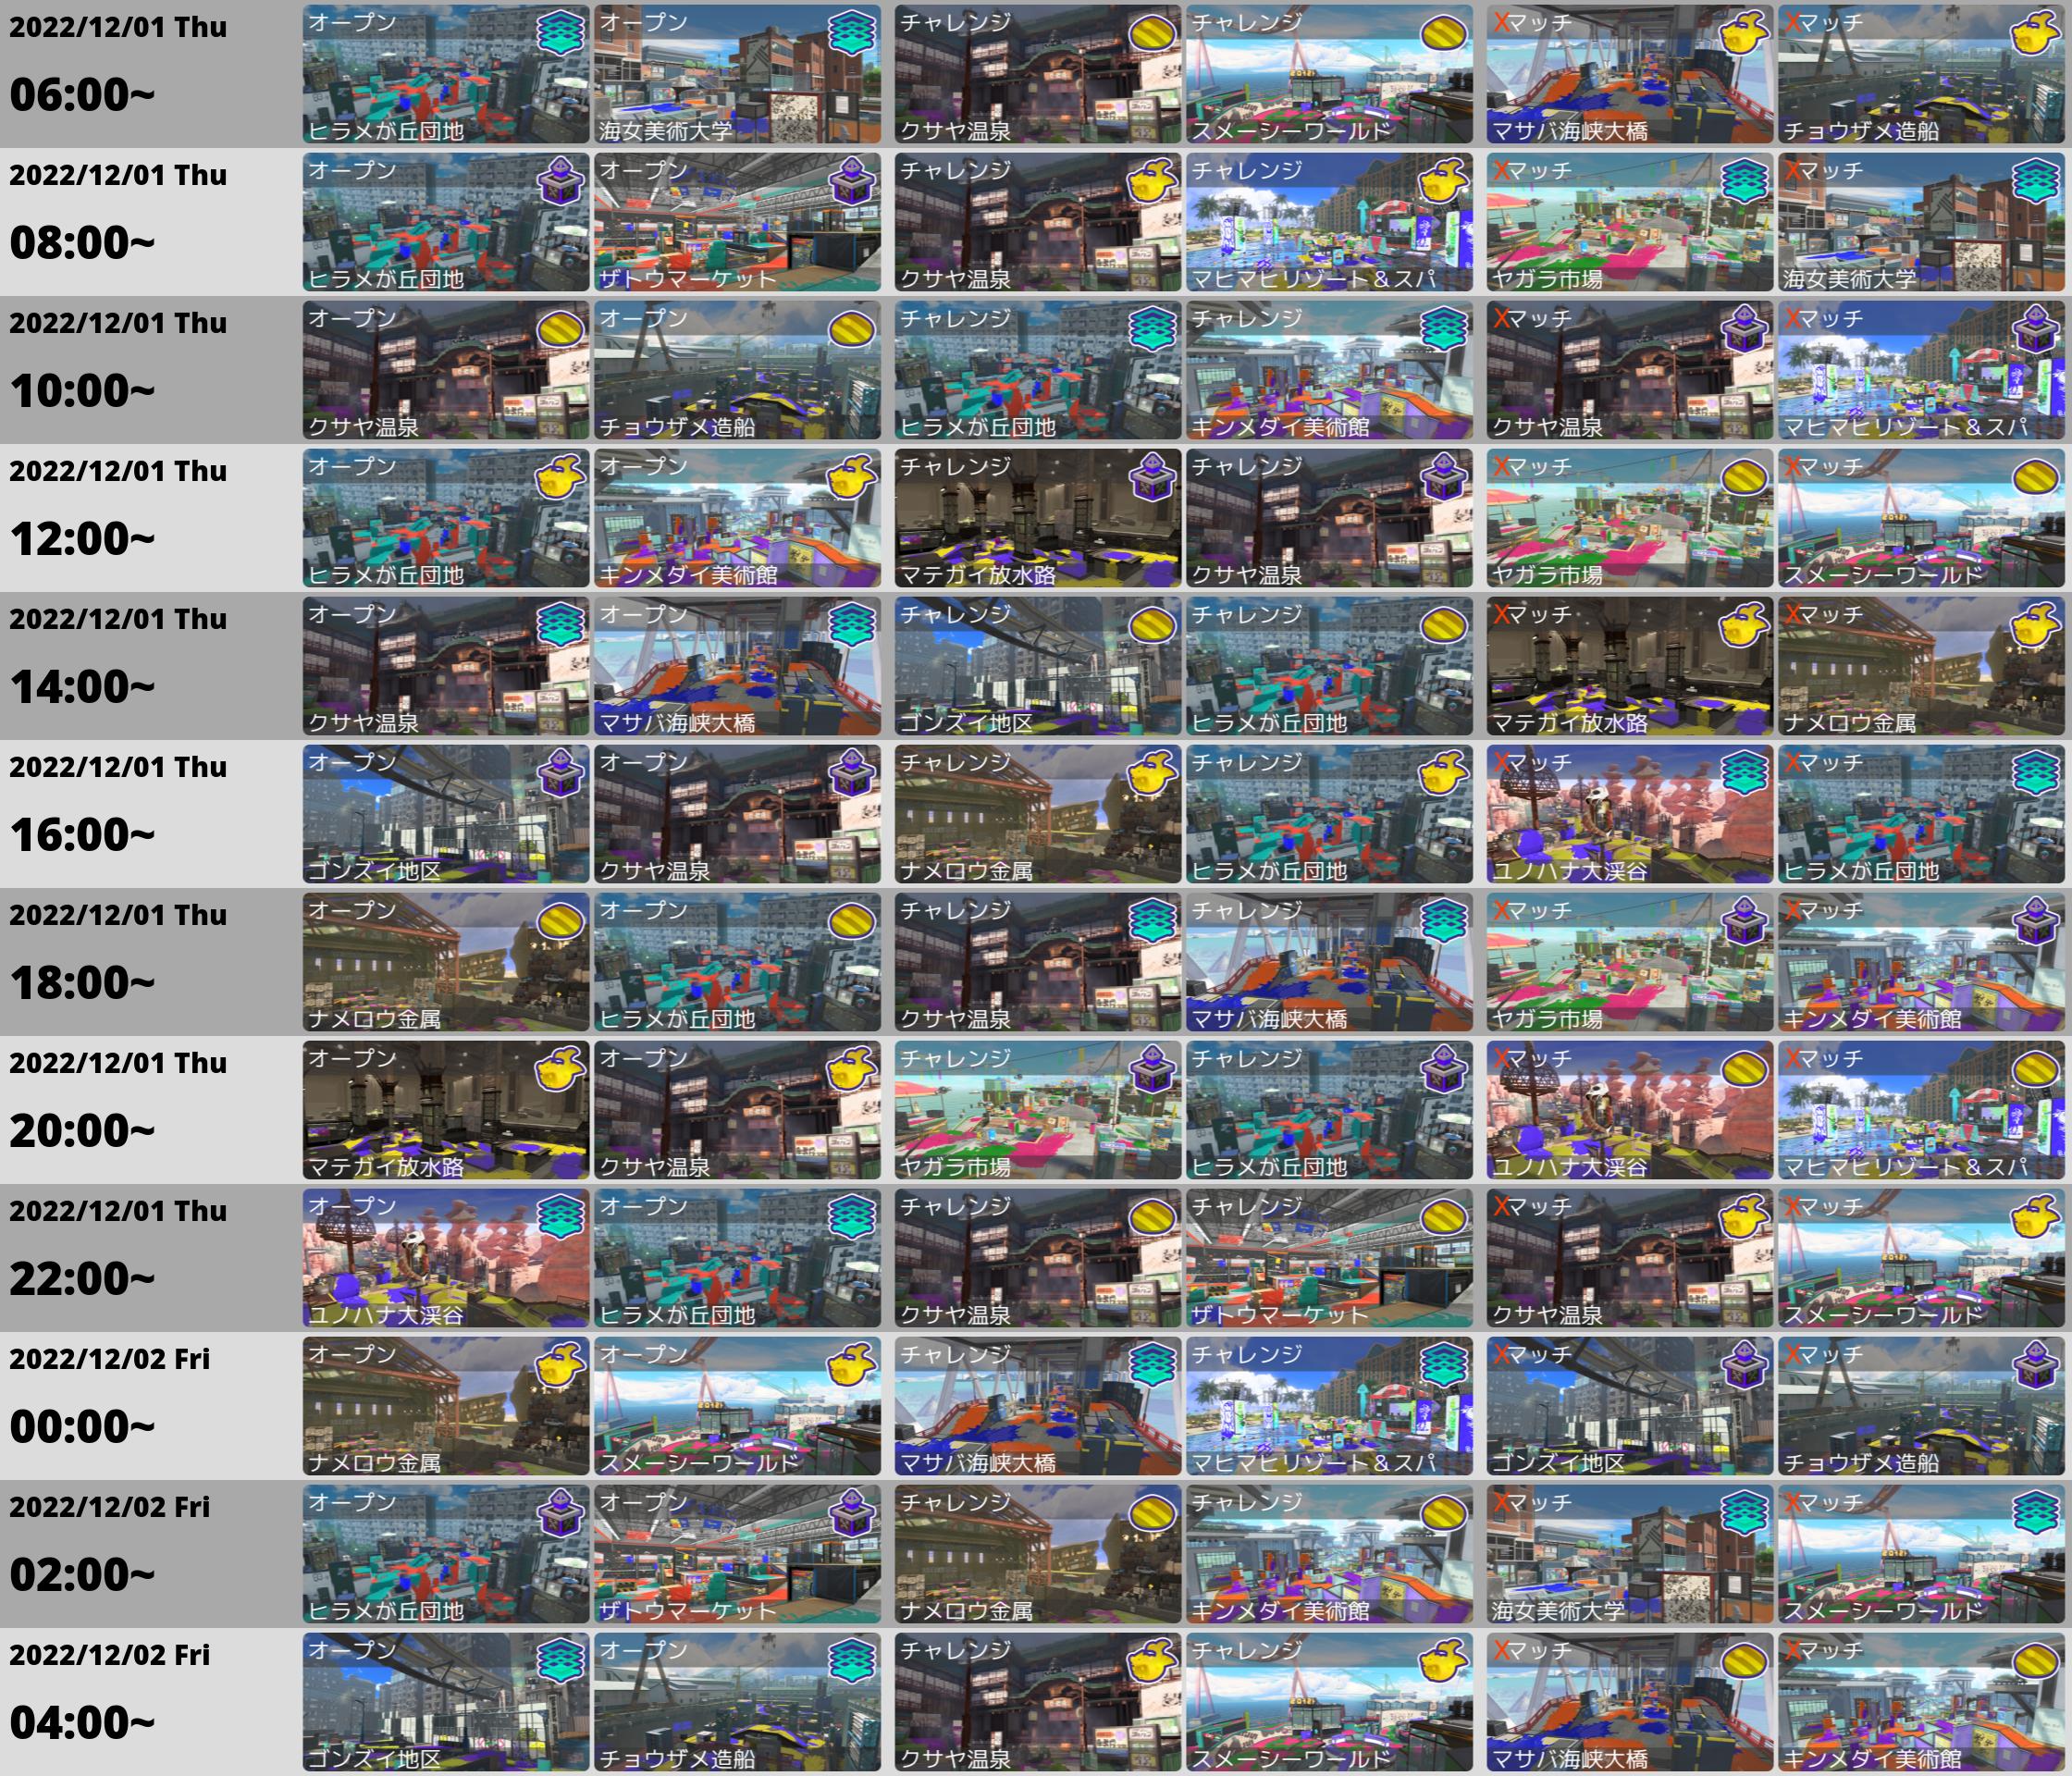 2022/12/01 Thu
06:00~
オープン オープン チャレンジ チャレンジ Xマッチ Xマッチ
ヒラメが丘団地 海女美術大学 クサヤ温泉 スメーシーワールド マサバ海峡大橋 チョウザメ造船
2022/12/01 Thu
08:00~
オープン オープン チャレンジ チャレンジ Xマッチ Xマッチ
ヒラメが丘団地 ザトウマーケット クサヤ温泉 マヒマヒリゾート&スパ ヤガラ市場 海女美術大学
2022/12/01 Thu
10:00~
オープン オープン チャレンジ チャレンジ Xマッチ Xマッチ
クサヤ温泉 チョウザメ造船 ヒラメが丘団地 キンメダイ美術館 クサヤ温泉 マヒマヒリゾート&スパ
2022/12/01 Thu
12:00~
オープン オープン チャレンジ チャレンジ Xマッチ Xマッチ
ヒラメが丘団地 キンメダイ美術館 マテガイ放水路 クサヤ温泉 ヤガラ市場 スメーシーワールド
2022/12/01 Thu
14:00~
オープン オープン チャレンジ チャレンジ Xマッチ Xマッチ
クサヤ温泉 マサバ海峡大橋 ゴンズイ地区 ヒラメが丘団地 マテガイ放水路 ナメロウ金属
2022/12/01 Thu
16:00~
オープン オープン チャレンジ チャレンジ Xマッチ Xマッチ
ゴンズイ地区 クサヤ温泉 ナメロウ金属 ヒラメが丘団地 ユノハナ大渓谷 ヒラメが丘団地
2022/12/01 Thu
18:00~
オープン オープン チャレンジ チャレンジ Xマッチ Xマッチ
ナメロウ金属 ヒラメが丘団地 クサヤ温泉 マサバ海峡大橋 ヤガラ市場 キンメダイ美術館
2022/12/01 Thu
20:00~
オープン オープン チャレンジ チャレンジ Xマッチ Xマッチ
マテガイ放水路 クサヤ温泉 ヤガラ市場 ヒラメが丘団地 ユノハナ大渓谷 マヒマヒリゾート&スパ
2022/12/01 Thu
22:00~
オープン オープン チャレンジ チャレンジ Xマッチ Xマッチ
ユノハナ大渓谷 ヒラメが丘団地 クサヤ温泉 ザトウマーケット クサヤ温泉 スメーシーワールド
2022/12/02 Fri
00:00~
オープン オープン チャレンジ チャレンジ Xマッチ Xマッチ
ナメロウ金属 スメーシーワールド マサバ海峡大橋 マヒマヒリゾート&スパ ゴンズイ地区 チョウザメ造船
2022/12/02 Fri
02:00~
オープン オープン チャレンジ チャレンジ Xマッチ Xマッチ
ヒラメが丘団地 ザトウマーケット ナメロウ金属 キンメダイ美術館 海女美術大学 スメーシーワールド
2022/12/02 Fri
04:00~
オープン オープン チャレンジ チャレンジ Xマッチ Xマッチ
ゴンズイ地区 チョウザメ造船 クサヤ温泉 スメーシーワールド マサバ海峡大橋 キンメダイ美術館